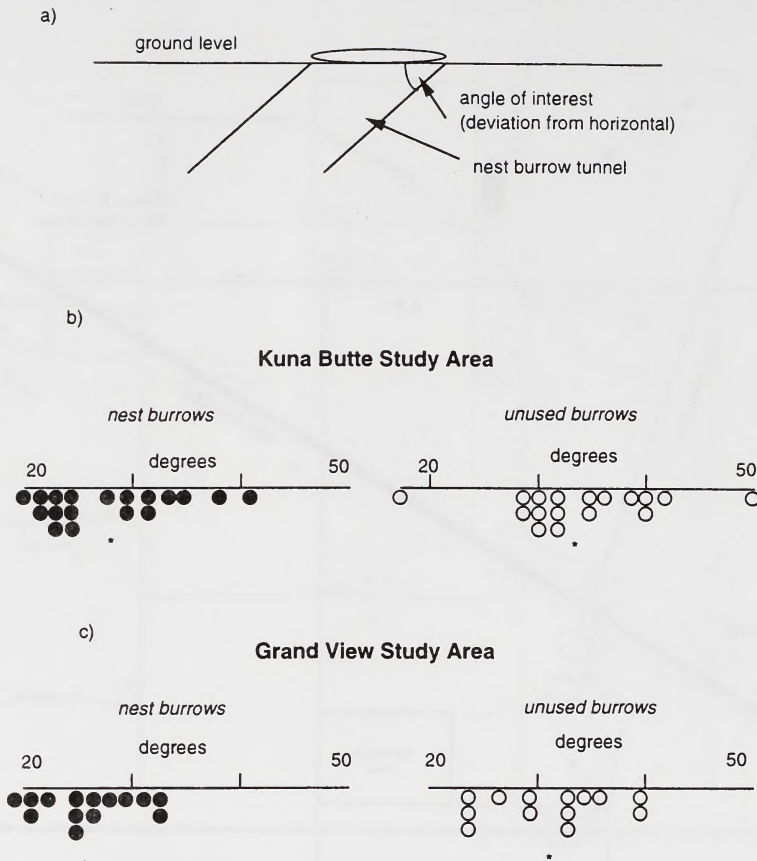 a)
ground level
angle of interest
(deviation from horizontal)
nest burrow tunnel
b)
Kuna Butte Study Area
nest burrows
unused burrows
degrees
degrees
20
50
20
50
*
*
c)
Grand View Study Area
nest burrows
unused burrows
degrees
degrees
20
50
20
50
*